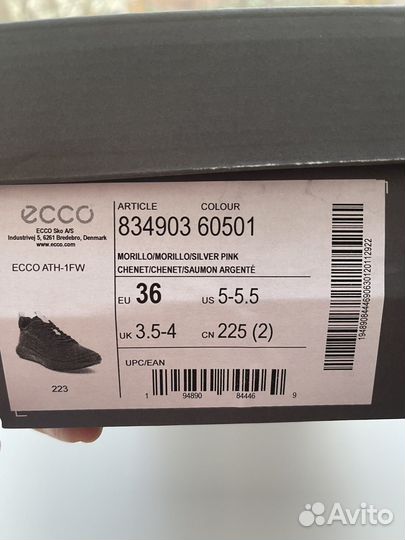 ecco
ECCO Sko A/S
Industrivej 5, 6261 Bredebro, Denmark
www.ecco.com
ECCO ATH-1FW
223
ARTICLE COLOUR
834903 60501
MORILLO/MORILLO/SILVER PINK
CHENET/CHENET/SAUMON ARGENTÉ
EU 36 US 5-5.5
UK 3.5-4 CN 225 (2)
UPC/EAN
1 94890 84446 9
194890844469063012011292​2
Avito